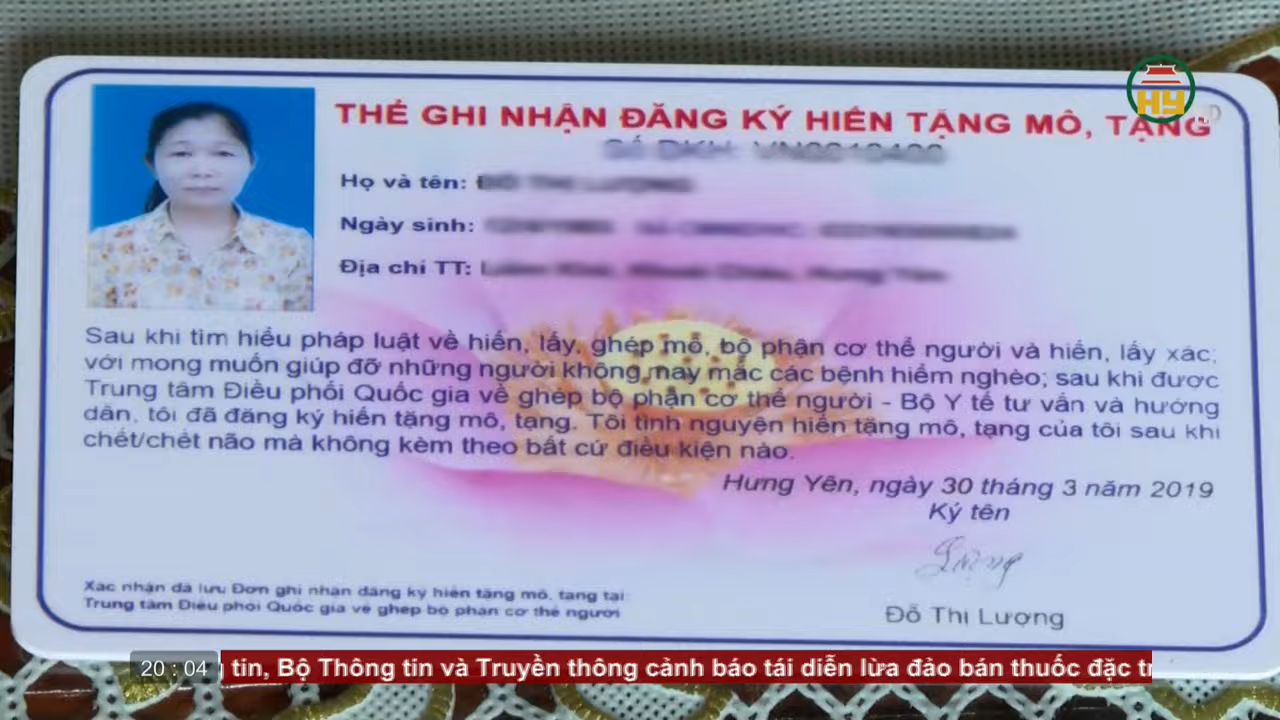 HY
THẺ GHI NHẬN ĐĂNG KÝ HIẾN TẶNG MÔ, TẠNG
Họ và tên:
Ngày sinh:
Địa chỉ TT:
Sau khi tìm hiểu pháp luật về hiến, lấy, ghép mô, bộ phận cơ thể người và hiến, lấy xác;
với mong muốn giúp đỡ những người không may mắc các bệnh hiểm nghèo; sau khi được
Trung tâm Điều phối Quốc gia về ghép bộ phận cơ thể người - Bộ Y tế tư vấn và hướng
dẫn, tôi đã đăng ký hiến tặng mô, tạng. Tôi tình nguyện hiến tặng mô, tạng của tôi sau khi
chết/chết não mà không kèm theo bất cứ điều kiện nào.
Hưng Yên, ngày 30 tháng 3 năm 2019
Ký tên
Lượng
Đỗ Thị Lượng
Xác nhận đã lưu Đơn ghi nhận đăng ký hiến tặng mô, tạng tại:
Trung tâm Điều phối Quốc gia về ghép bộ phận cơ thể người
20 : 04 tin, Bộ Thông tin và Truyền thông cảnh báo tái diễn lừa đảo bán thuốc đặc tr